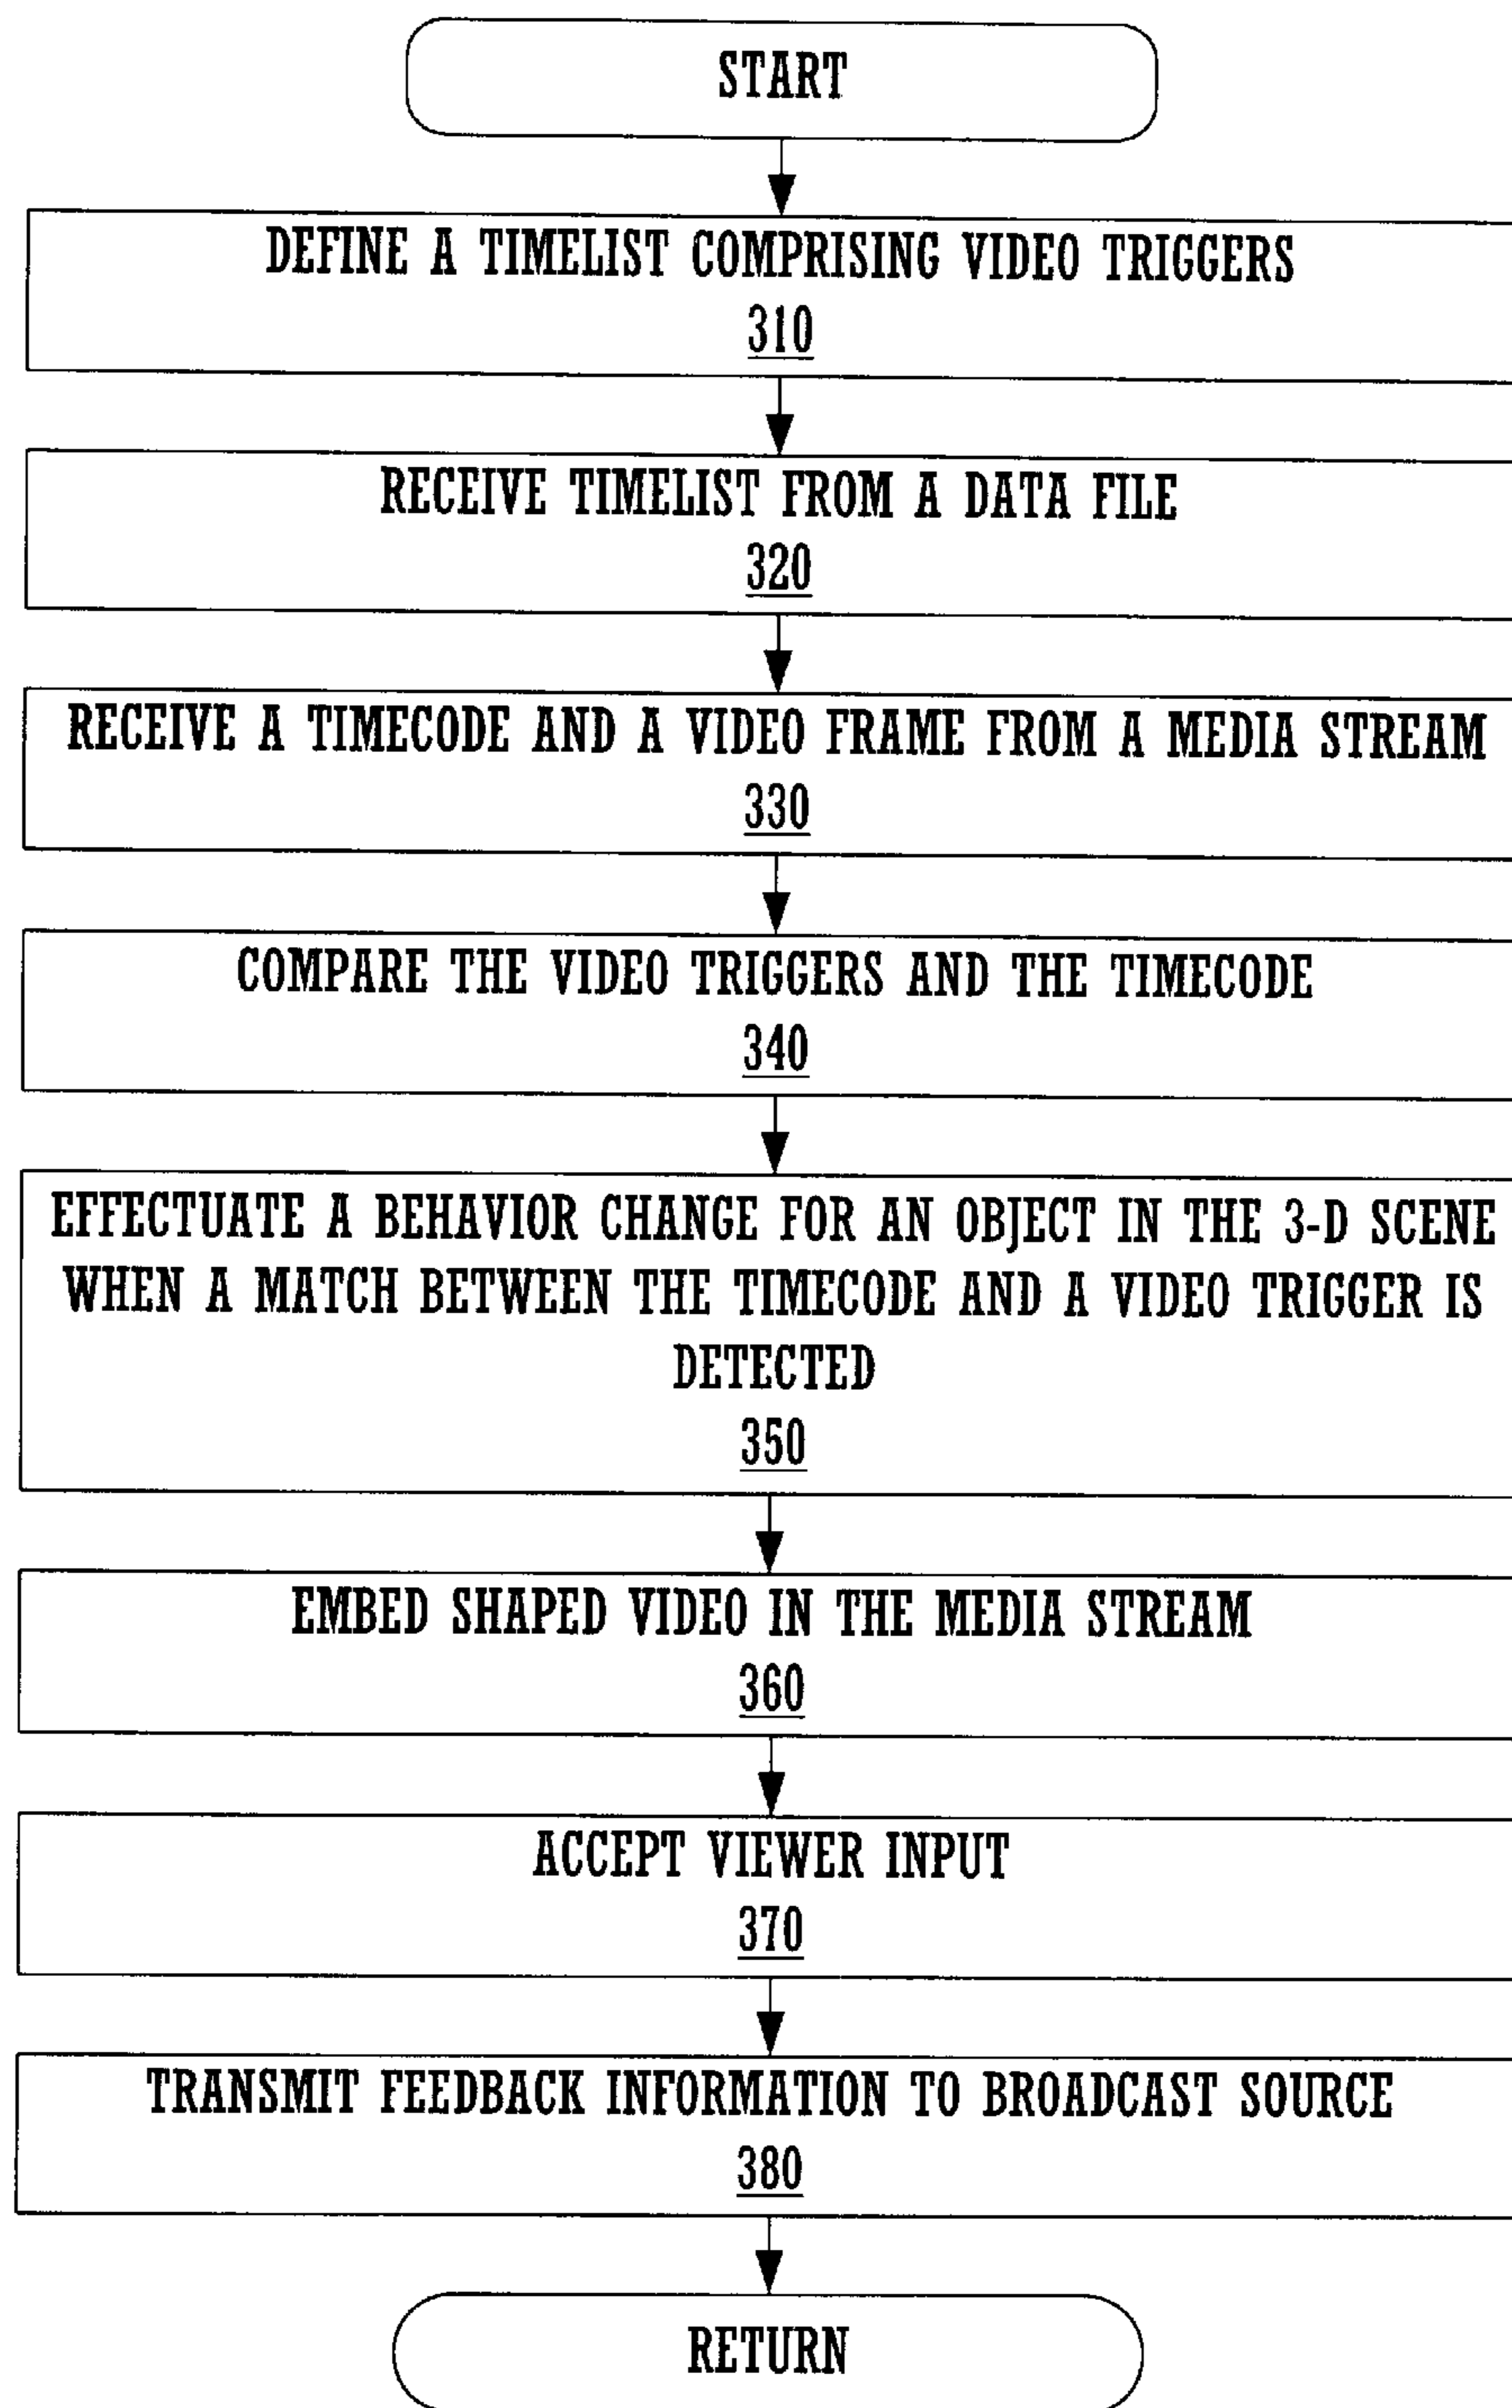 START
DEFINE A TIMELIST COMPRISING VIDEO TRIGGERS
310
RECEIVE TIMELIST FROM A DATA FILE
320
RECEIVE A TIMECODE AND A VIDEO FRAME FROM A MEDIA STREAM
330
COMPARE THE VIDEO TRIGGERS AND THE TIMECODE
340
EFFECTUATE A BEHAVIOR CHANGE FOR AN OBJECT IN THE 3-D SCENE
WHEN A MATCH BETWEEN THE TIMECODE AND A VIDEO TRIGGER IS
DETECTED
350
EMBED SHAPED VIDEO IN THE MEDIA STREAM
360
ACCEPT VIEWER INPUT
370
TRANSMIT FEEDBACK INFORMATION TO BROADCAST SOURCE
380
RETURN